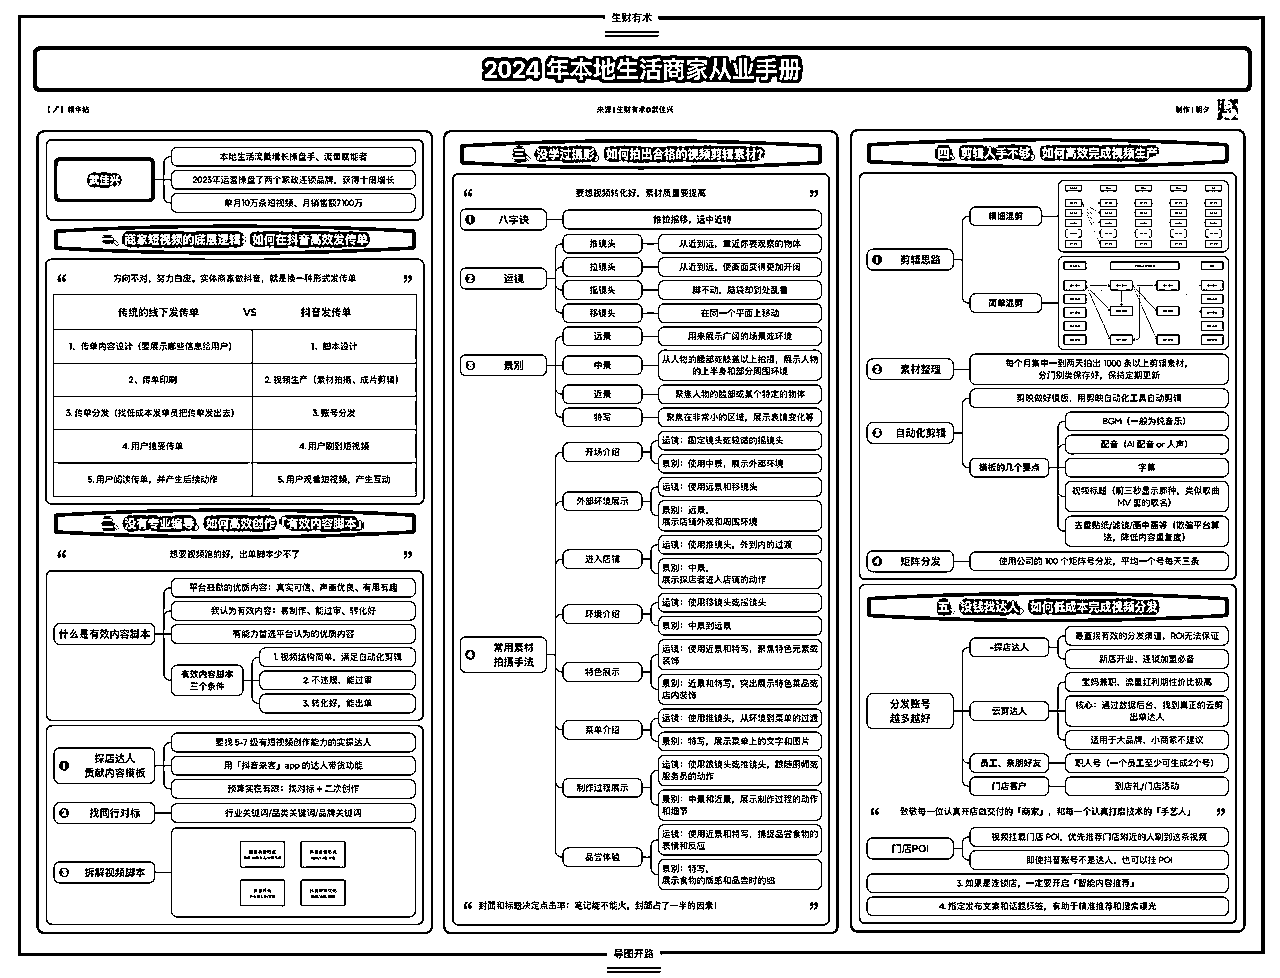 生财有术
2024 年本地生活商家从业手册
来源|生财有术@戴佳兴
制作|朝夕
戴佳兴
本地生活流量增长操盘手、流量赋能者
2023年运营操盘了两个家政连锁品牌，获得十倍增长
单月10万条短视频、月销售额7100万
一、商家短视频的底层逻辑：如何在抖音高效发传单
方向不对，努力白废。实体商家做抖音，就是换一种形式发传单
传统的线下发传单 VS 抖音发传单
1、传单内容设计（要展示哪些信息给用户）
1、脚本设计
2、传单印刷
2.视频生产（素材拍摄、成片剪辑）
3.传单分发（找低成本发单员把传单发出去）
3.账号分发
4.用户接受传单
4.用户刷到短视频
5.用户阅读传单，并产生后续动作
5.用户观看短视频，产生互动
二、没有专业编导，如何高效创作「有效内容脚本」
想要视频跑的好，出单脚本少不了
什么是有效内容脚本
平台鼓励的优质内容：真实可信、声画优良、有用有趣
我认为有效内容：易制作、能过审、转化好
有能力首选平台认为的优质内容
有效内容脚本
三个条件
1.视频结构简单，满足自动化剪辑
2.不违规、能过审
3.转化好，能出单
1 探店达人
贡献内容模板
要找 5-7 级有短视频创作能力的实探达人
用「抖音来客」app 的达人带货功能
预算实在有限：找对标 + 二次创作
2 找同行对标
行业关键词/品类关键词/品牌关键词
3 拆解视频脚本
三、没学过摄影，如何拍出合格的视频剪辑素材?
要想视频转化好，素材质量要提高
1 八字诀
推拉摇移，远中近特
2 运镜
推镜头
从远到近，靠近你要观察的物体
拉镜头
从近到远，使画面变得更加开阔
摇镜头
脚不动，脑袋却到处乱看
移镜头
在同一个平面上移动
3 景别
远景
用来展示广阔的场景或环境
中景
从人物的腰部或膝盖以上拍摄，展示人物
的上半身和部分周围环境
近景
聚焦人物的脸部或某个特定的物体
特写
聚焦在非常小的区域，展示表情变化等
4 常用素材
拍摄手法
开场介绍
运镜：固定镜头或轻微的摇镜头
景别：使用中景，展示外部环境
外部环境展示
运镜：使用远景和移镜头
景别：远景，
展示店铺外观和周围环境
进入店铺
运镜：使用推镜头，外到内的过渡
景别：中景，
展示探店者进入店铺的动作
环境介绍
运镜：使用移镜头或摇镜头
景别：中景到远景
特色展示
运镜：使用近景和特写，聚焦特色元素或
装饰
景别：近景和特写，突出展示特色菜品或
店内装饰
菜单介绍
运镜：使用推镜头，从环境到菜单的过渡
景别：特写，展示菜单上的文字和图片
制作过程展示
运镜：使用跟镜头或推镜头，跟随厨师或
服务员的动作
景别：中景和近景，展示制作过程的动作
和细节
品尝体验
运镜：使用近景和特写，捕捉品尝食物的
表情和反应
景别：特写，
展示食物的质感和品尝时的
封面和标题决定点击率：笔记能不能火，封面占了一半的因素!
四、剪辑人手不够，如何高效完成视频生产
1 剪辑思路
精细混剪
简单混剪
2 素材整理
每个月集中一到两天拍出 1000 条以上剪辑素材，
分门别类保存好，保持定期更新
3 自动化剪辑
剪映做好模板，用剪映自动化工具自动剪辑
模板的几个要点
BGM（一般为纯音乐）
配音（AI 配音 or 人声）
字幕
视频标题（前三秒显示那种，类似歌曲
MV 里的歌名）
去重贴纸/滤镜/画中画等（欺骗平台算
法，降低内容重复度）
4 矩阵分发
使用公司的 100 个矩阵号分发，平均一个号每天三条
五、没钱找达人，如何低成本完成视频分发
分发账号
越多越好
探店达人
最直接有效的分发渠道，ROI无法保证
新店开业、连锁加盟必备
云剪达人
宝妈兼职、流量红利期性价比极高
核心：通过数据后台、找到真正的云剪
出单达人
适用于大品牌、小商家不建议
员工、亲朋好友
职人号（一个员工至少可生成2个号）
门店客户
到店礼/门店活动
致敬每一位认真开店做交付的「商家」，和每一个认真打磨技术的「手艺人」
门店POI
视频挂载门店 POI，优先推荐门店附近的人刷到这条视频
即使抖音账号不是达人，也可以挂 POI
3.如果是连锁店，一定要开启「智能内容推荐」
4.指定发布文案和话题标签，有助于精准推荐和搜索曝光
导图开路